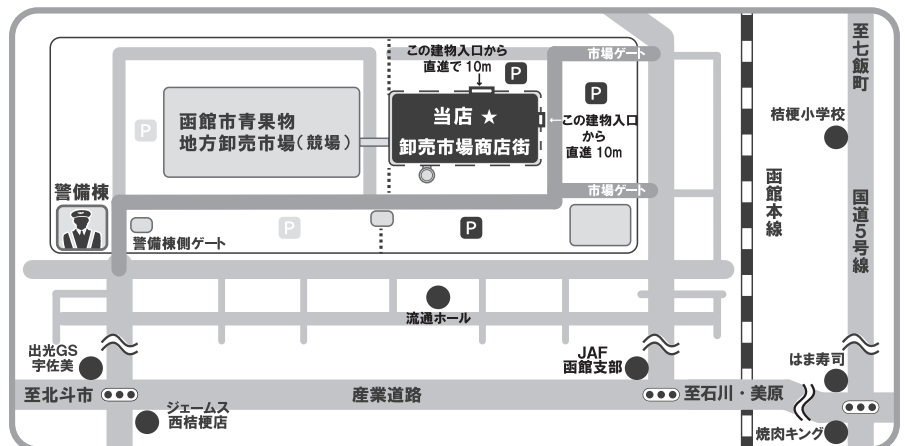 この建物入口から
直進で10m
↓
P
市場ゲート
至七飯町
P
桔梗小学校
当店 ★
卸売市場商店街
←この建物入口
から
直進10m
P
函館市青果物
地方卸売市場(競場)
函館本線
警備棟
市場ゲート
国道5号線
P
P
警備棟側ゲート
流通ホール
出光GS
宇佐美
JAF
函館支部
はま寿司
至北斗市
産業道路
至石川・美原
ジェームス
西桔梗店
焼肉キング